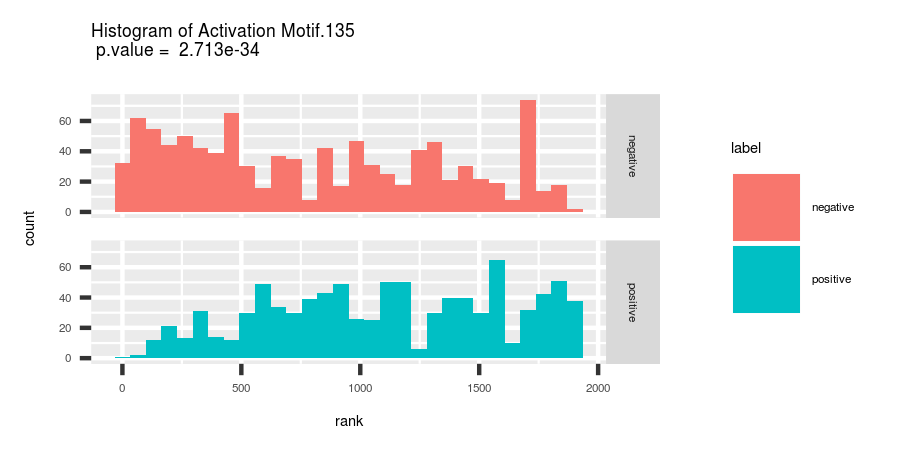 Histogram of Activation Motif.135
p.value =  2.713e-34
60
40
20
0
negative
60
40
20
0
positive
0 500 1000 1500 2000
rank
count
label
negative
positive